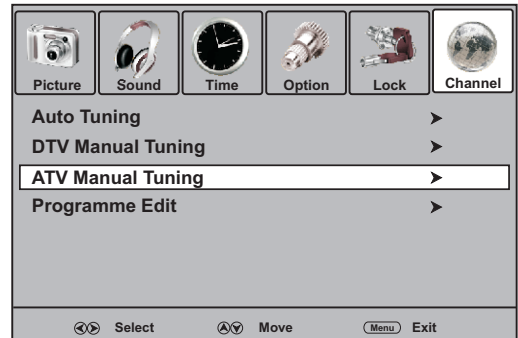 Picture Sound Time Option Lock Channel
Auto Tuning
DTV Manual Tuning
ATV Manual Tuning
Programme Edit
Select Move Menu Exit